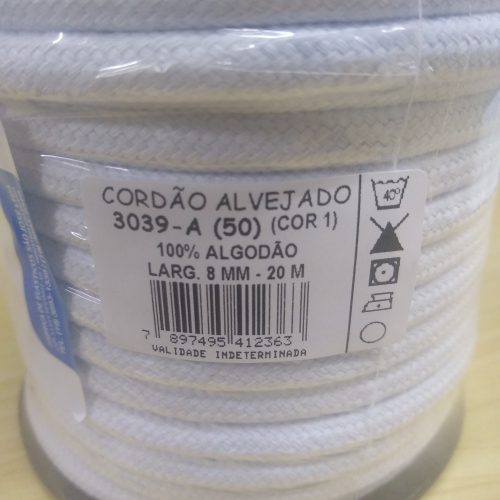 CORDÃO ALVEJADO
3039-A (50) (COR 1)
100% ALGODÃO
LARG. 8 MM - 20 M
7 897495 412363
VALIDADE INDETERMINADA
40°